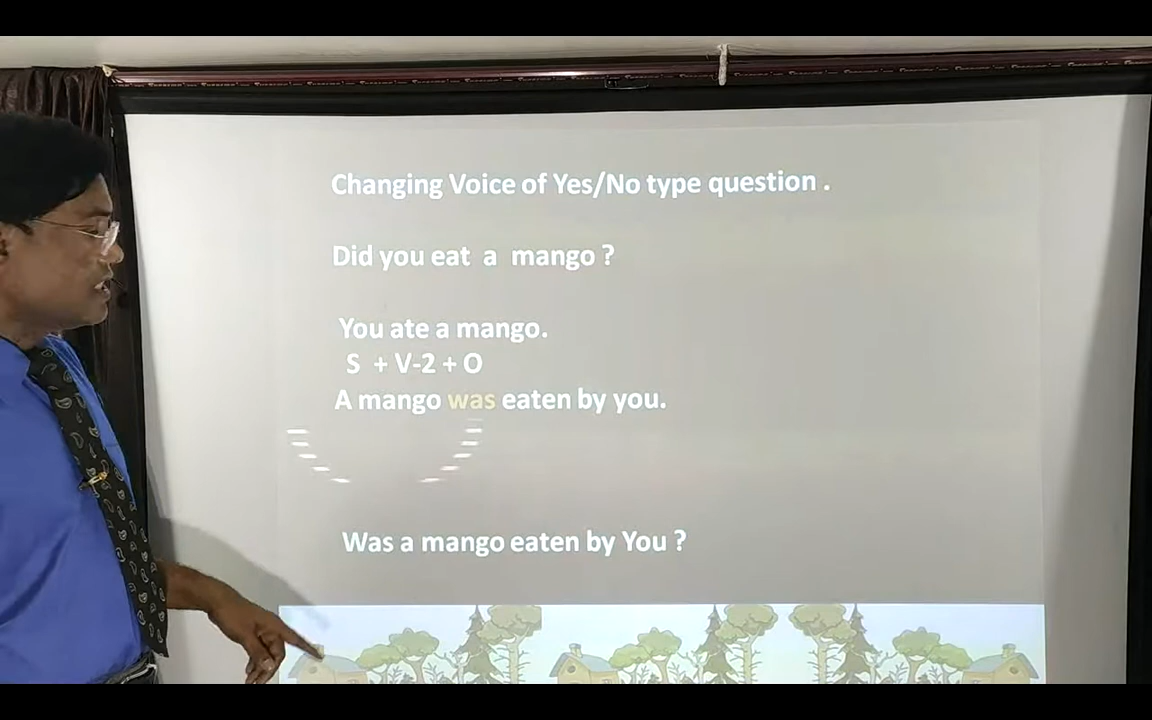 Changing Voice of Yes/No type question .
Did you eat a mango ?
You ate a mango.
S + V-2 + O
A mango was eaten by you.
Was a mango eaten by You ?